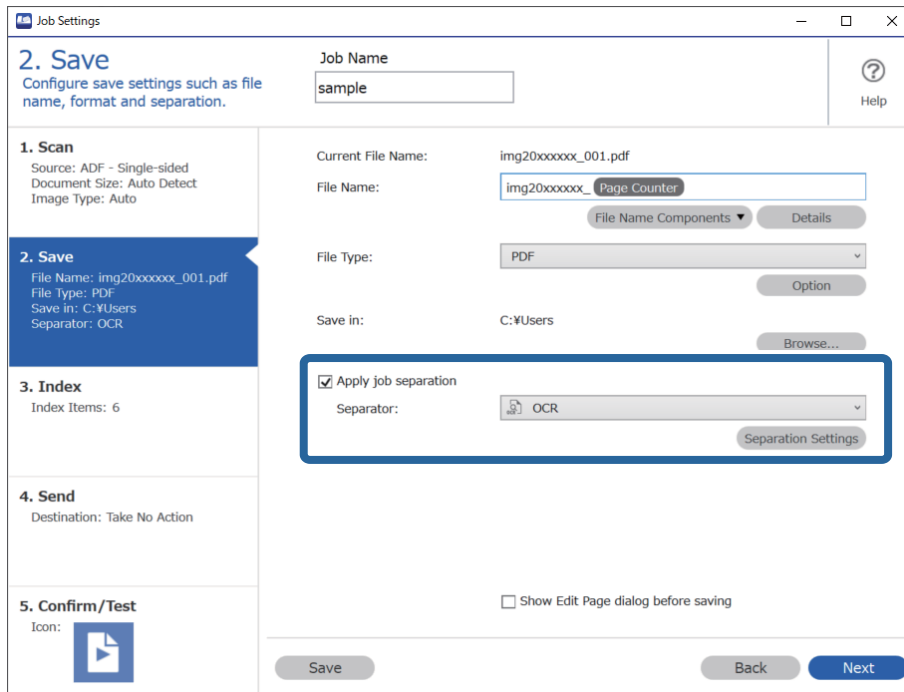 Job Settings
2. Save
Configure save settings such as file
name, format and separation.
Job Name
sample
Help
1. Scan
Source: ADF - Single-sided
Document Size: Auto Detect
Image Type: Auto
2. Save
File Name: img20xxxxxx_001.pdf
File Type: PDF
Save in: C:¥Users
Separator: OCR
3. Index
Index Items: 6
4. Send
Destination: Take No Action
5. Confirm/Test
Icon:
Current File Name: img20xxxxxx_001.pdf
File Name: img20xxxxxx_ Page Counter
File Name Components ▼ Details
File Type: PDF
Option
Save in: C:¥Users
Browse...
Apply job separation
Separator: OCR
Separation Settings
Show Edit Page dialog before saving
Save Back Next